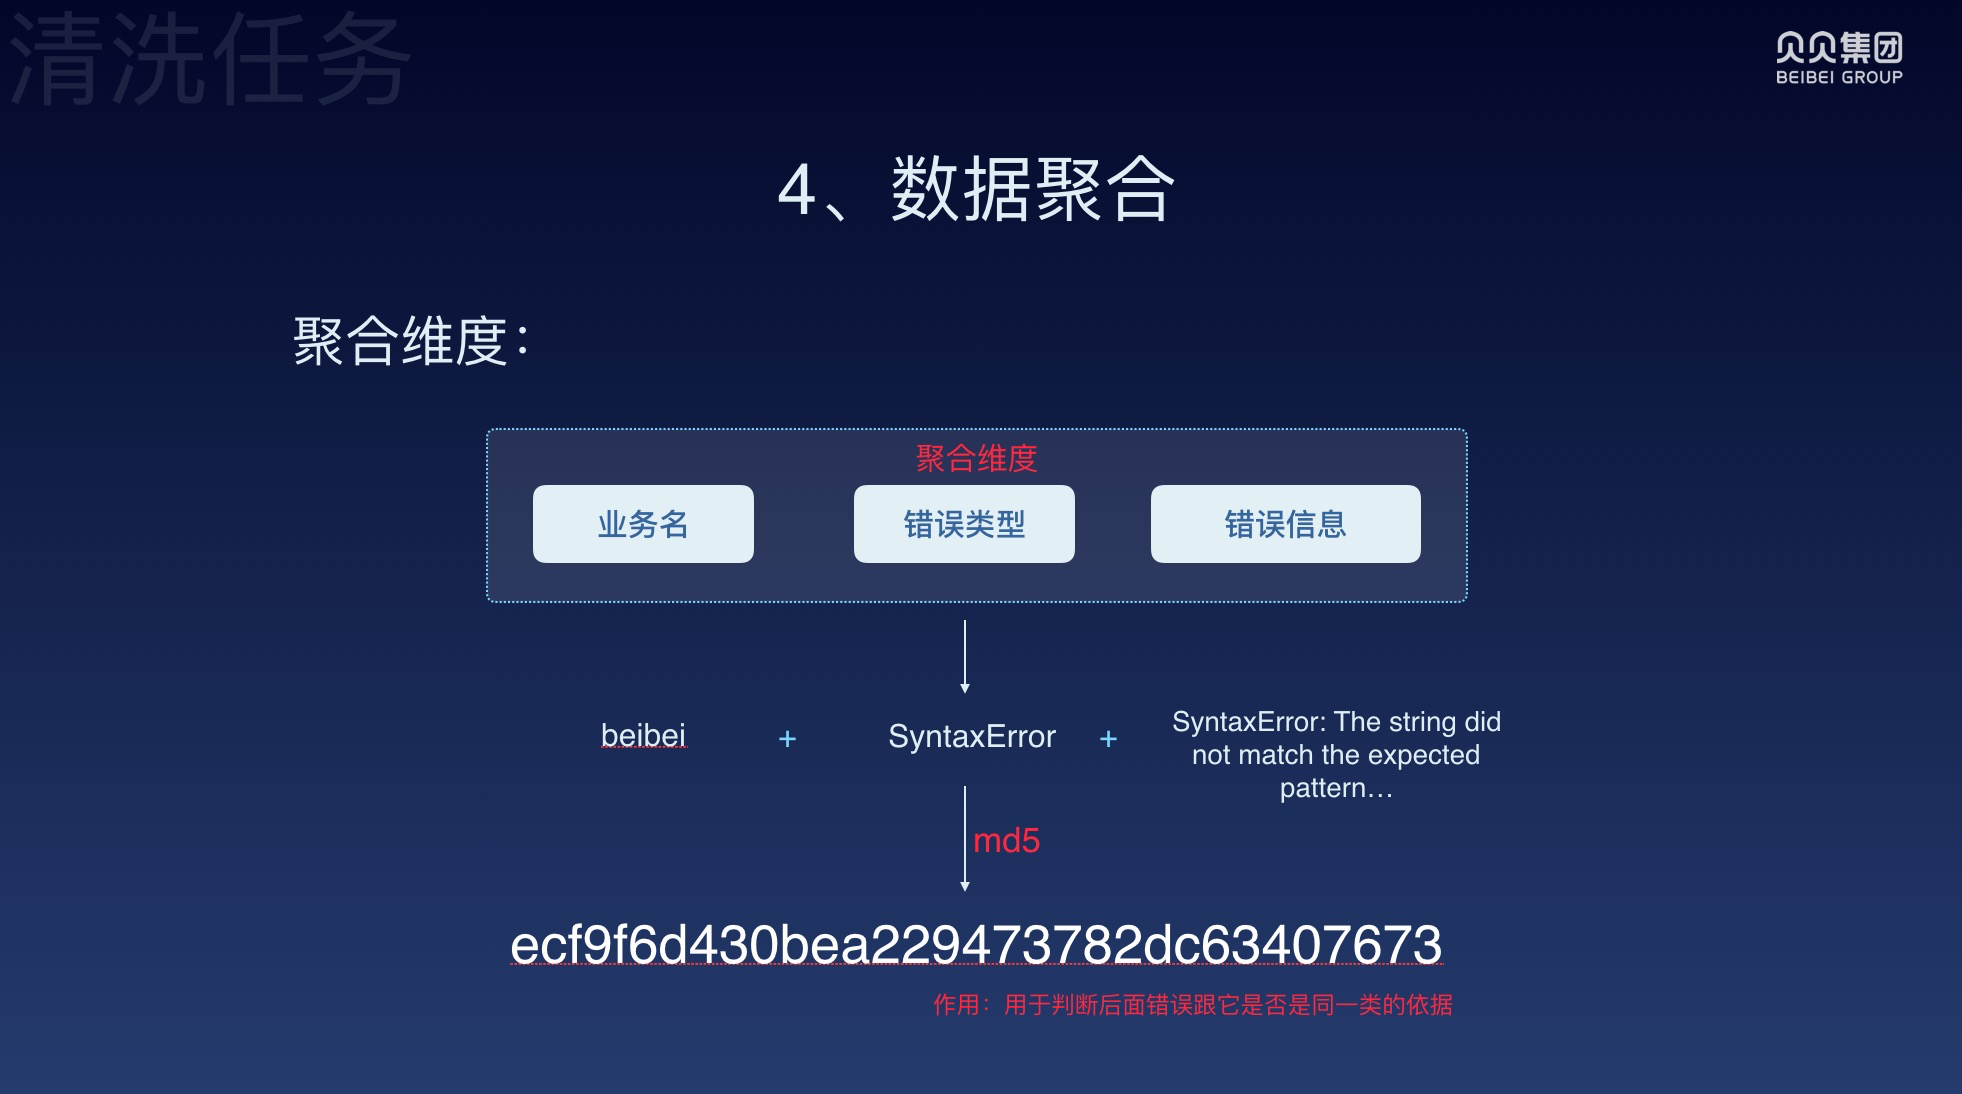 清洗任务
贝贝集团
BEIBEI GROUP
4、数据聚合
聚合维度：
聚合维度
业务名
错误类型
错误信息
beibei
+
SyntaxError
+
SyntaxError: The string did
not match the expected
pattern…
md5
ecf9f6d430bea229473782dc63407673
作用：用于判断后面错误跟它是否是同一类的依据